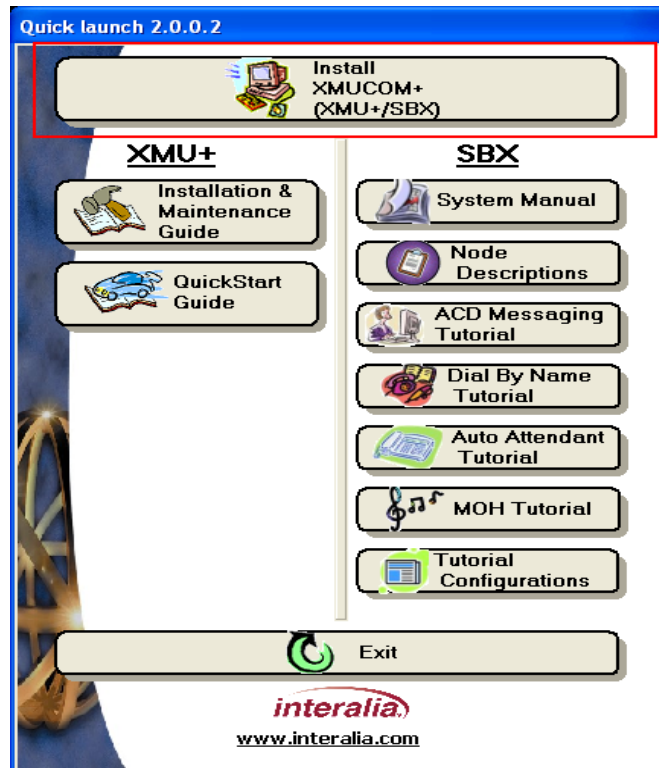 Quick launch 2.0.0.2
Install
XMUCOM+
(XMU+/SBX)
XMU+
Installation &
Maintenance
Guide
QuickStart
Guide
SBX
System Manual
Node
Descriptions
ACD Messaging
Tutorial
Dial By Name
Tutorial
Auto Attendant
Tutorial
MOH Tutorial
Tutorial
Configurations
Exit
interalia
www.interalia.com